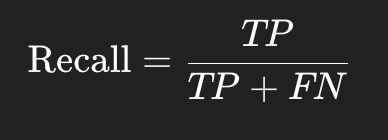 Recall = TP / TP + FN